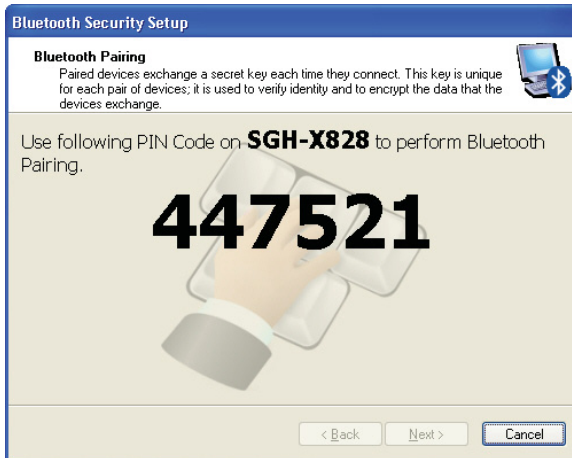 Bluetooth Security Setup
Bluetooth Pairing
Paired devices exchange a secret key each time they connect. This key is unique
for each pair of devices; it is used to verify identity and to encrypt the data that the
devices exchange.
Use following PIN Code on SGH-X828 to perform Bluetooth
Pairing.
447521
< Back
Next >
Cancel